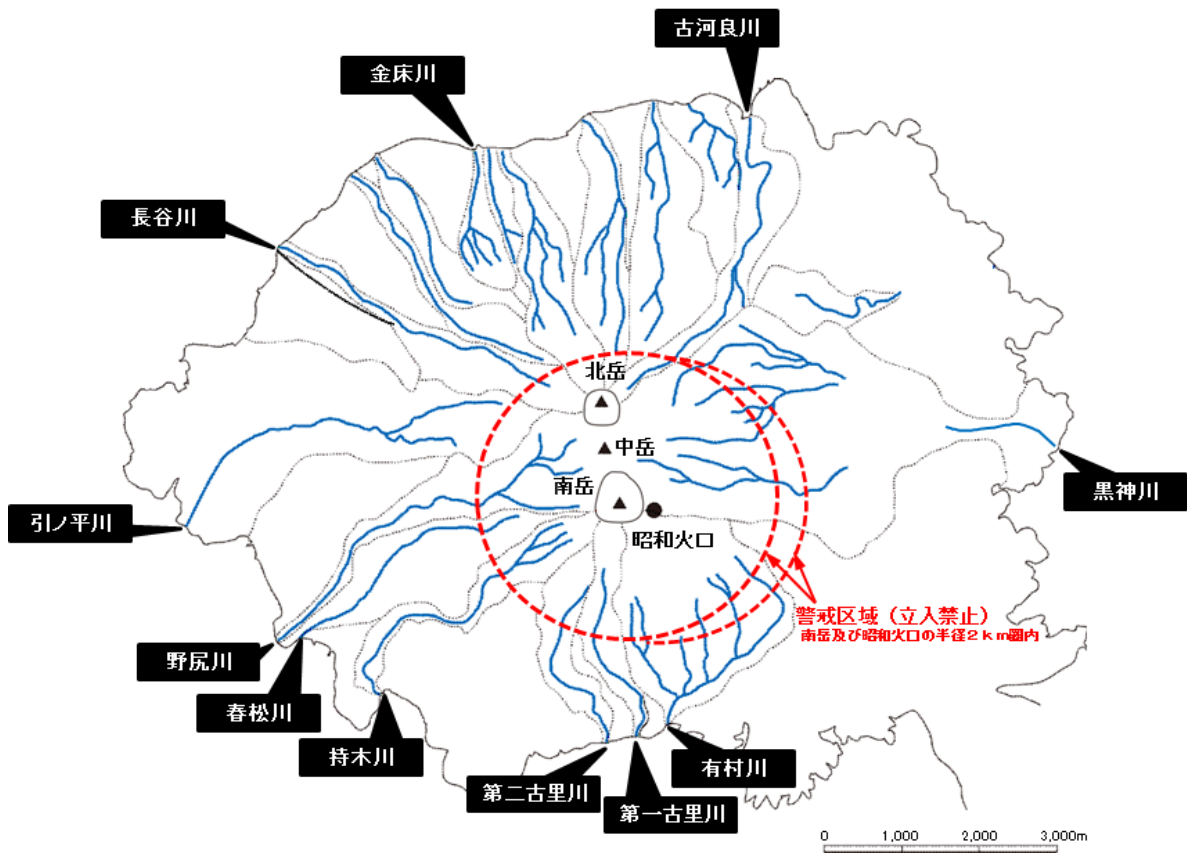 古河良川
金床川
長谷川
北岳
中岳
南岳
昭和火口
黒神川
引ノ平川
警戒区域（立入禁止）
南岳及び昭和火口の半径２ｋｍ圏内
野尻川
春松川
持木川
有村川
第二古里川
第一古里川
0 1,000 2,000 3,000m